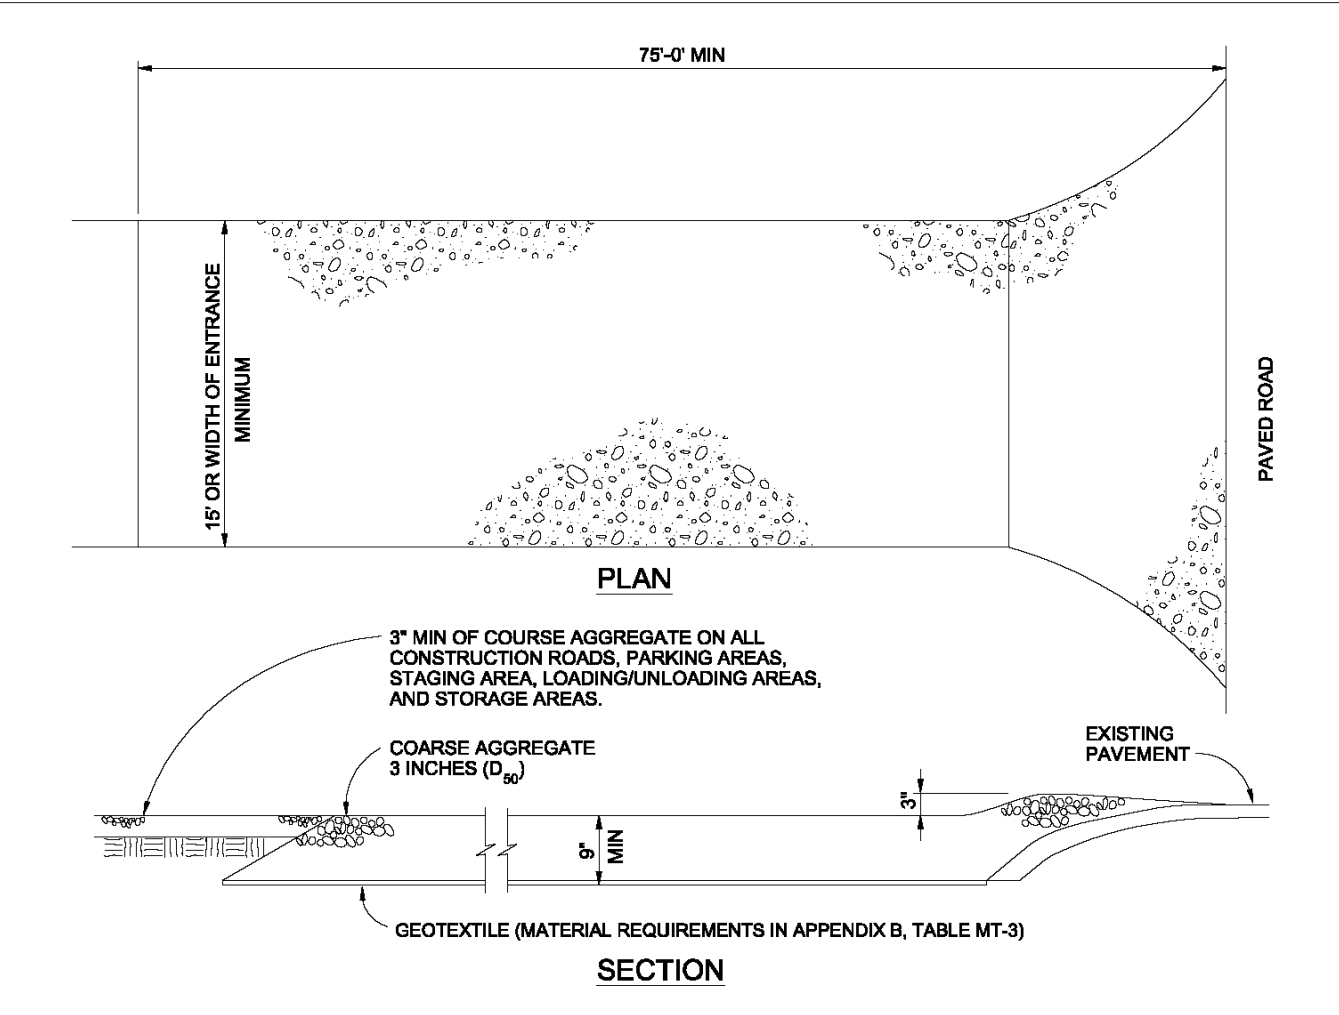 75'-0' MIN
15' OR WIDTH OF ENTRANCE
MINIMUM
PAVED ROAD
PLAN
3" MIN OF COURSE AGGREGATE ON ALL
CONSTRUCTION ROADS, PARKING AREAS,
STAGING AREA, LOADING/UNLOADING AREAS,
AND STORAGE AREAS.
COARSE AGGREGATE
3 INCHES (D50)
EXISTING
PAVEMENT
3"
9"
MIN
GEOTEXTILE (MATERIAL REQUIREMENTS IN APPENDIX B, TABLE MT-3)
SECTION